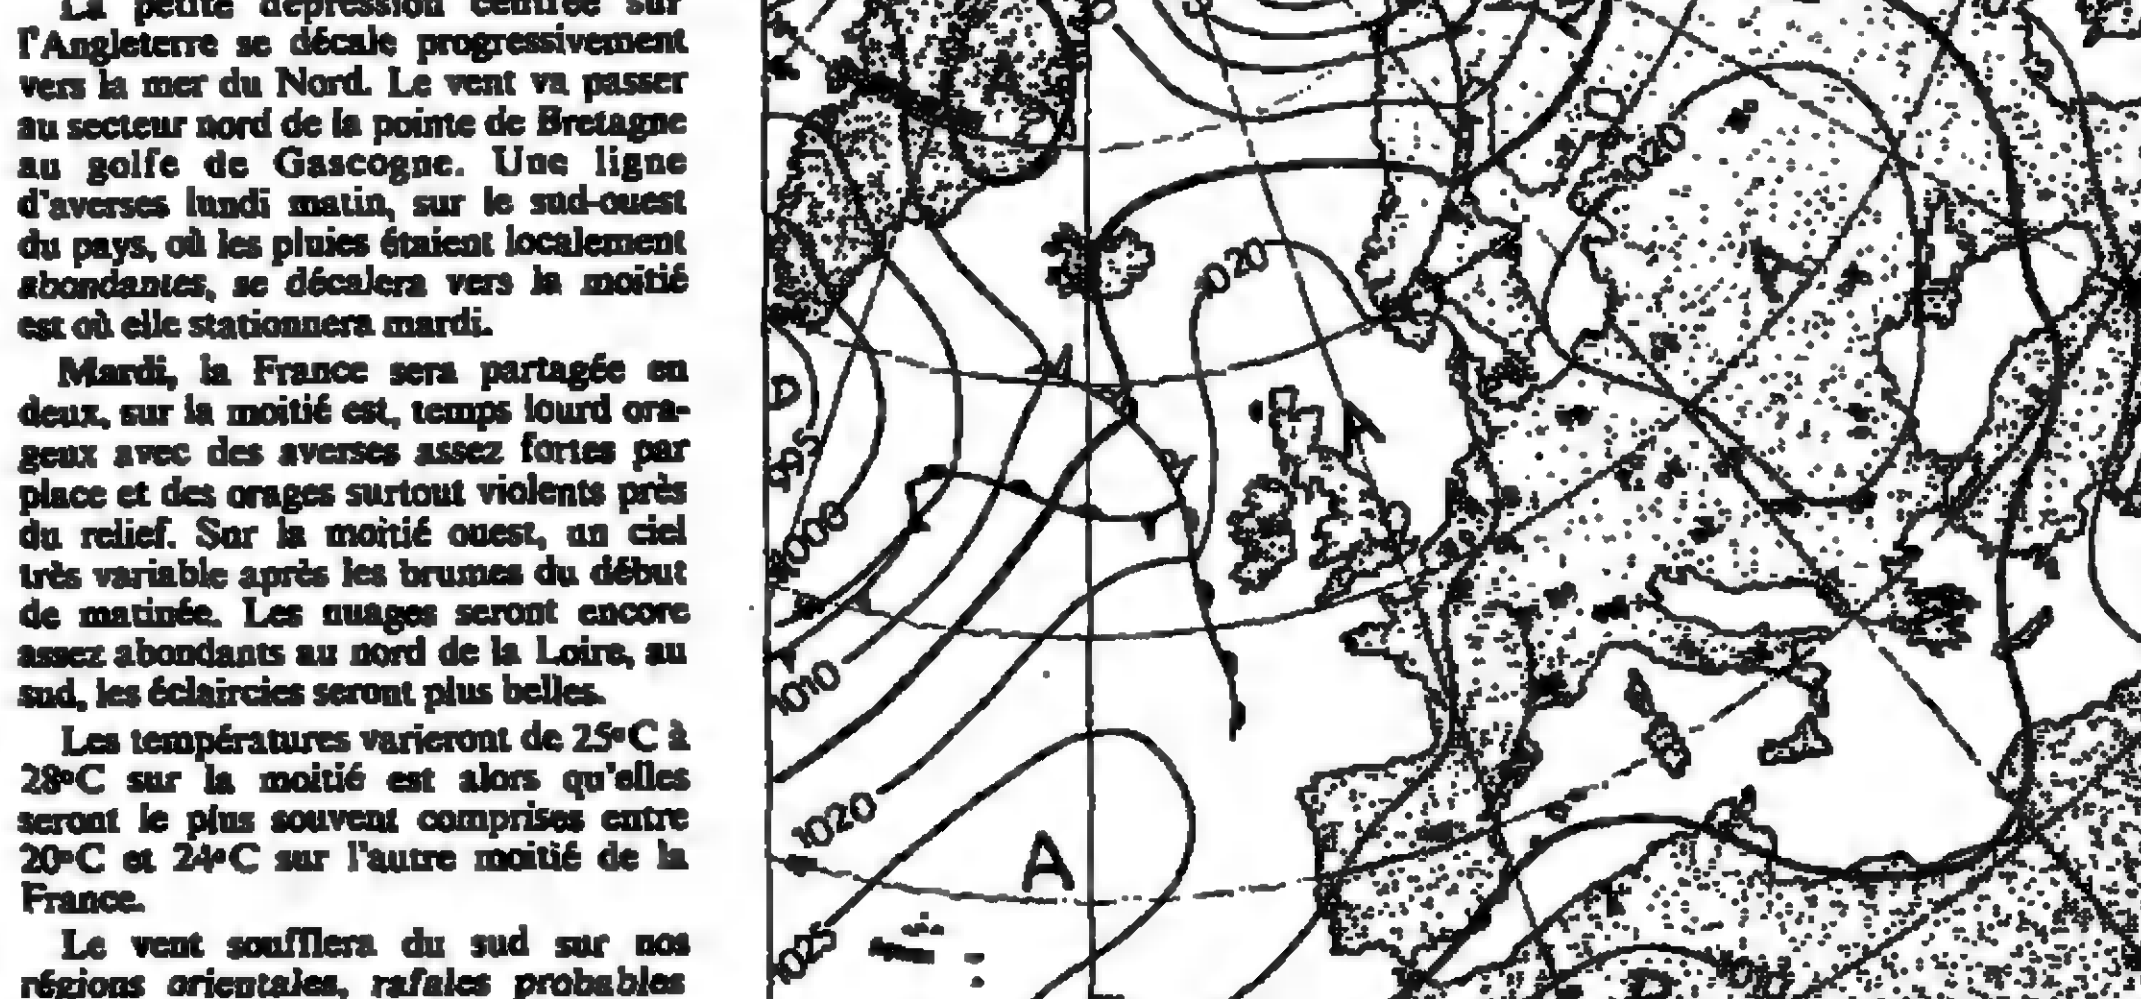 La petite dépression centrée sur
l'Angleterre se décale progressivement
vers la mer du Nord. Le vent va passer
au secteur nord de la pointe de Bretagne
au golfe de Gascogne. Une ligne
d'averses lundi matin, sur le sud-ouest
du pays, où les pluies étaient localement
abondantes, se décalera vers la moitié
est où elle stationnera mardi.
Mardi, la France sera partagée en
deux, sur la moitié est, temps lourd ora-
geux avec des averses assez fortes par
place et des orages surtout violents près
du relief. Sur la moitié ouest, un ciel
très variable après les brumes du début
de matinée. Les nuages seront encore
assez abondants au nord de la Loire, au
sud, les éclaircies seront plus belles.
Les températures varieront de 25°C à
28°C sur la moitié est alors qu'elles
seront le plus souvent comprises entre
20°C et 24°C sur l'autre moitié de la
France.
Le vent soufflera du sud sur nos
régions orientales, rafales probables
A
1020
1020
D
995
1000
1010
1020
A
1025